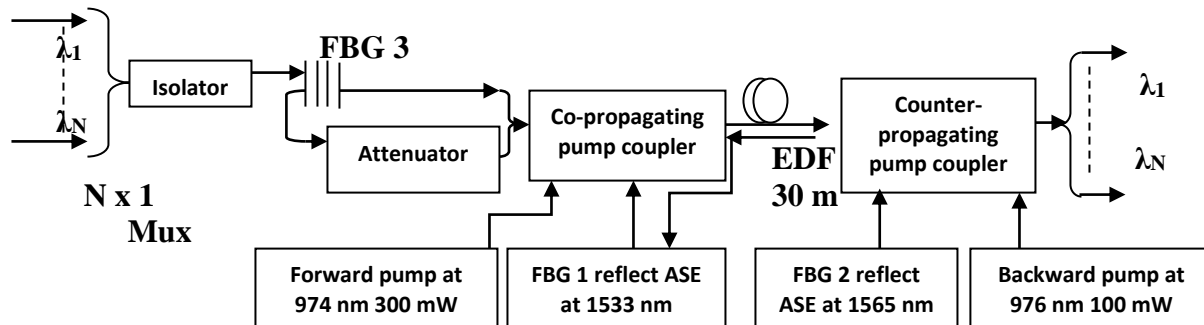 λ1
λN
N x 1
Mux
Isolator
FBG 3
Attenuator
Co-propagating
pump coupler
EDF
30 m
Counter-
propagating
pump coupler
λ1
λN
Forward pump at
974 nm 300 mW
FBG 1 reflect ASE
at 1533 nm
FBG 2 reflect
ASE at 1565 nm
Backward pump at
976 nm 100 mW